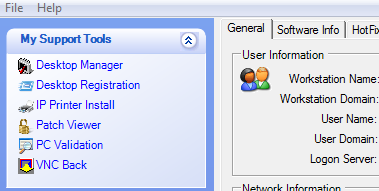 File Help
My Support Tools
Desktop Manager
Desktop Registration
IP Printer Install
Patch Viewer
PC Validation
VNC Back
General Software Info HotFix
User Information
Workstation Name:
Workstation Domain:
User Name:
User Domain:
Logon Server:
Network Information